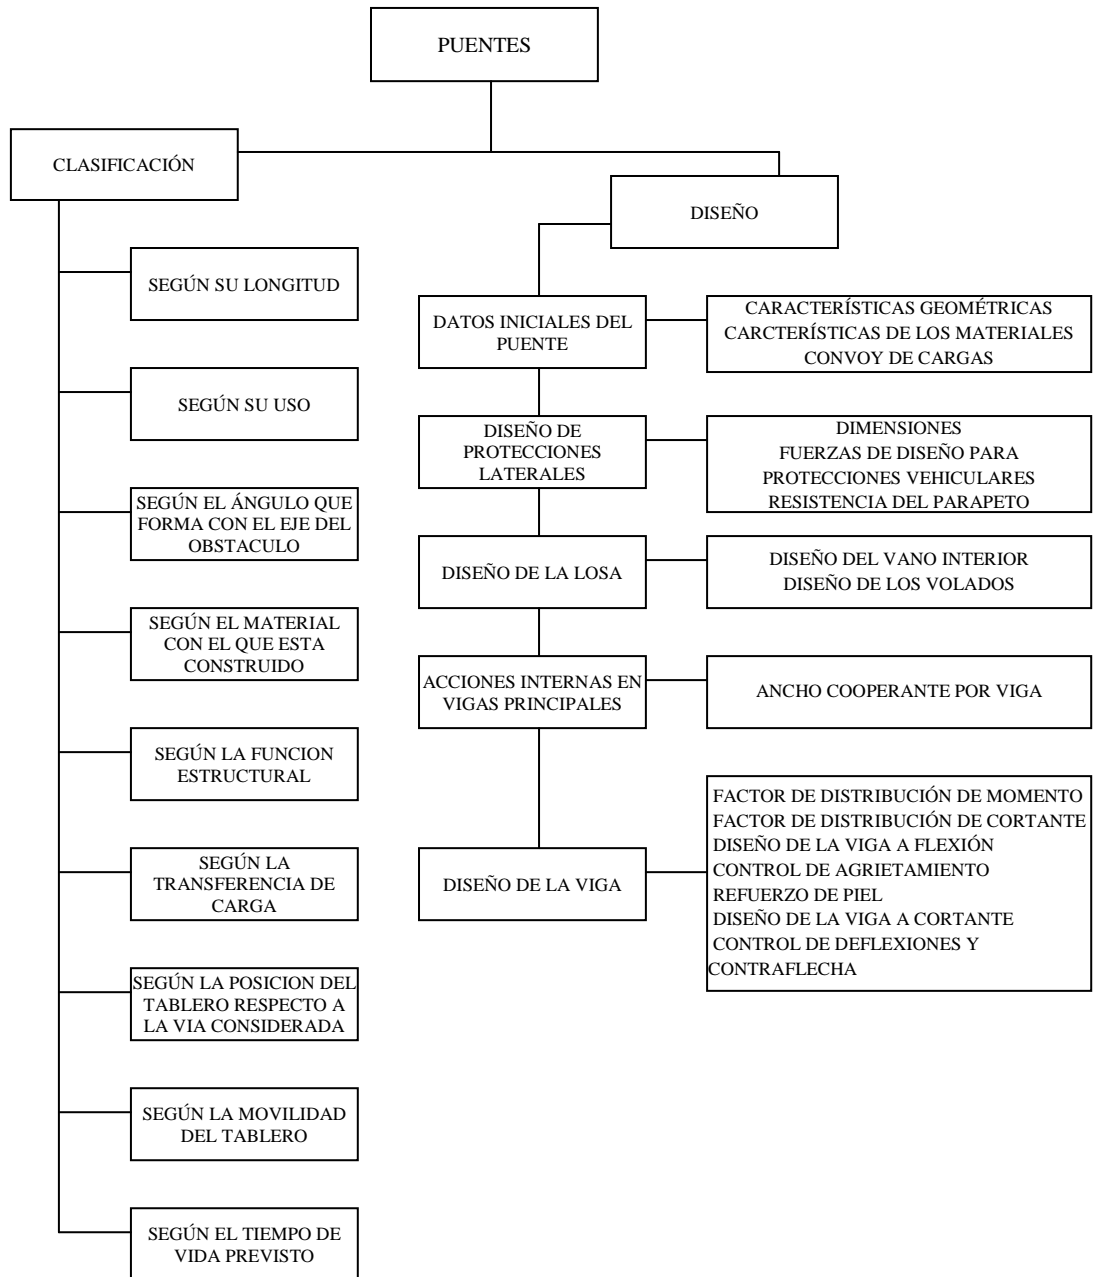 PUENTES
CLASIFICACIÓN
SEGÚN SU LONGITUD
SEGÚN SU USO
SEGÚN EL ÁNGULO QUE
FORMA CON EL EJE DEL
OBSTACULO
SEGÚN EL MATERIAL
CON EL QUE ESTA
CONSTRUIDO
SEGÚN LA FUNCION
ESTRUCTURAL
SEGÚN LA
TRANSFERENCIA DE
CARGA
SEGÚN LA POSICION DEL
TABLERO RESPECTO A
LA VIA CONSIDERADA
SEGÚN LA MOVILIDAD
DEL TABLERO
SEGÚN EL TIEMPO DE
VIDA PREVISTO
DISEÑO
DATOS INICIALES DEL
PUENTE
CARACTERÍSTICAS GEOMÉTRICAS
CARCTERÍSTICAS DE LOS MATERIALES
CONVOY DE CARGAS
DISEÑO DE
PROTECCIONES
LATERALES
DIMENSIONES
FUERZAS DE DISEÑO PARA
PROTECCIONES VEHICULARES
RESISTENCIA DEL PARAPETO
DISEÑO DE LA LOSA
DISEÑO DEL VANO INTERIOR
DISEÑO DE LOS VOLADOS
ACCIONES INTERNAS EN
VIGAS PRINCIPALES
ANCHO COOPERANTE POR VIGA
DISEÑO DE LA VIGA
FACTOR DE DISTRIBUCIÓN DE MOMENTO
FACTOR DE DISTRIBUCIÓN DE CORTANTE
DISEÑO DE LA VIGA A FLEXIÓN
CONTROL DE AGRIETAMIENTO
REFUERZO DE PIEL
DISEÑO DE LA VIGA A CORTANTE
CONTROL DE DEFLEXIONES Y
CONTRAFLECHA